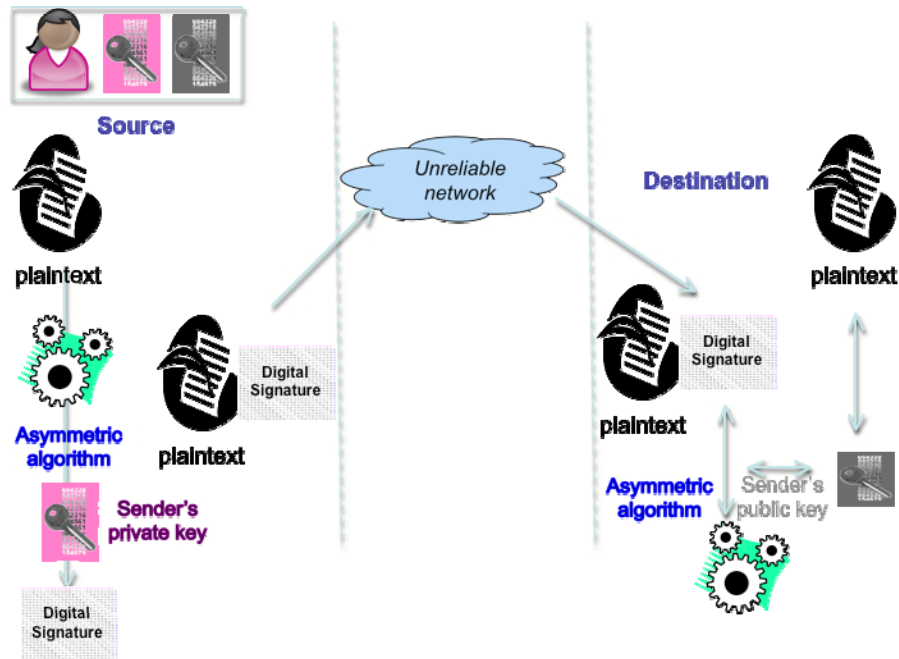 Source
plaintext
Asymmetric
algorithm
Sender's
private key
Digital
Signature
Digital
Signature
plaintext
Unreliable
network
Destination
plaintext
Digital
Signature
plaintext
Asymmetric
algorithm
Sender's
public key